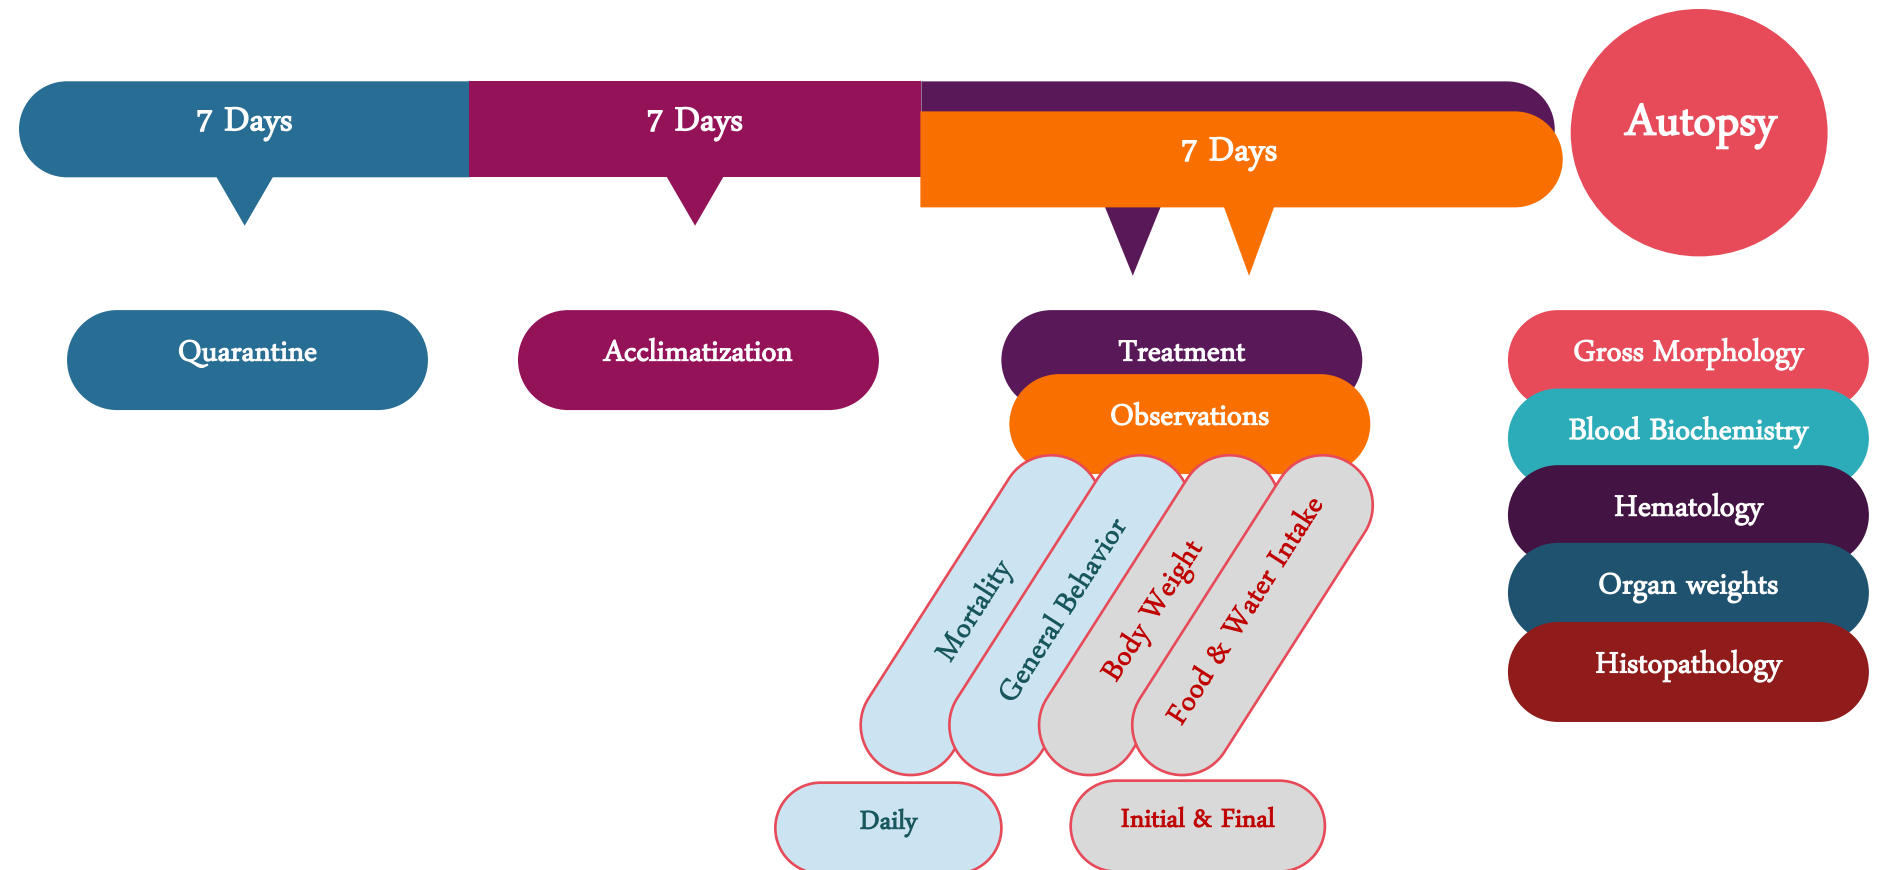 7 Days
7 Days
7 Days
Autopsy
Quarantine
Acclimatization
Treatment
Observations
Mortality
General Behavior
Body Weight
Food & Water Intake
Daily
Initial & Final
Gross Morphology
Blood Biochemistry
Hematology
Organ weights
Histopathology